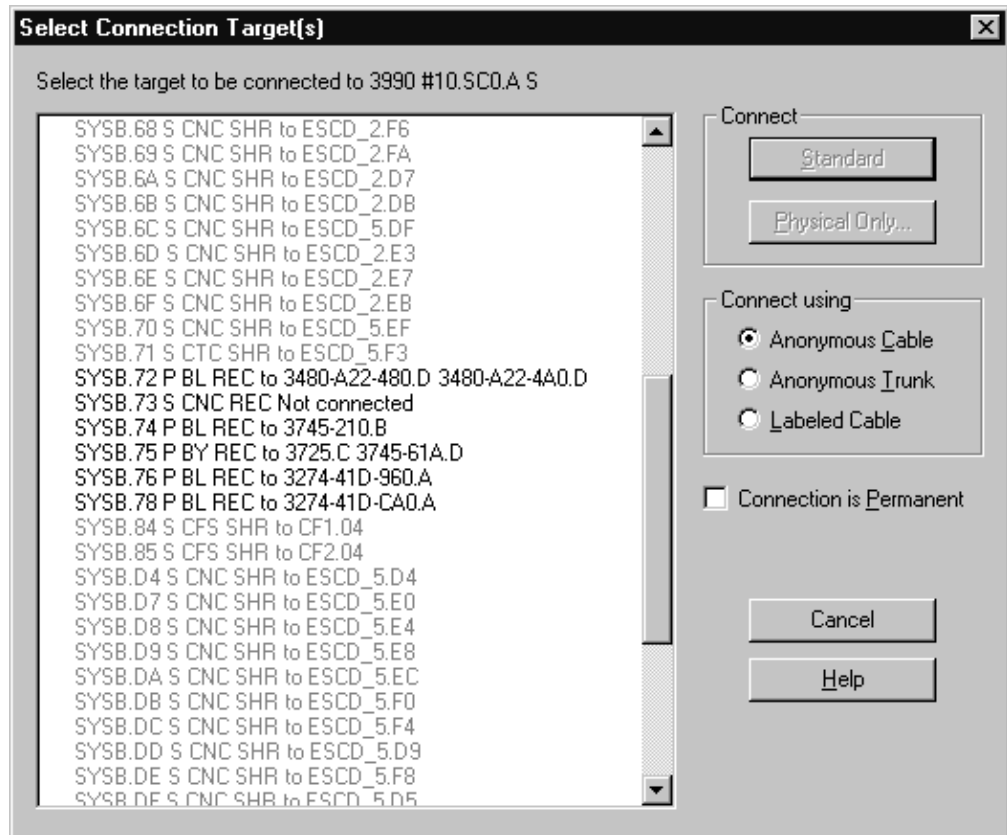 Select Connection Target(s)
Select the target to be connected to 3990 #10.SC0.A S
SYSB.68 S CNC SHR to ESCD_2.F6
SYSB.69 S CNC SHR to ESCD_2.FA
SYSB.6A S CNC SHR to ESCD_2.D7
SYSB.6B S CNC SHR to ESCD_2.DB
SYSB.6C S CNC SHR to ESCD_5.DF
SYSB.6D S CNC SHR to ESCD_2.E3
SYSB.6E S CNC SHR to ESCD_2.E7
SYSB.6F S CNC SHR to ESCD_2.EB
SYSB.70 S CNC SHR to ESCD_5.EF
SYSB.71 S CTC SHR to ESCD_5.F3
SYSB.72 P BL REC to 3480-A22-480.D 3480-A22-4A0.D
SYSB.73 S CNC REC Not connected
SYSB.74 P BL REC to 3745-210.B
SYSB.75 P BY REC to 3725.C 3745-61A.D
SYSB.76 P BL REC to 3274-41D-960.A
SYSB.78 P BL REC to 3274-41D-CA0.A
SYSB.84 S CFS SHR to CF1.04
SYSB.85 S CFS SHR to CF2.04
SYSB.D4 S CNC SHR to ESCD_5.D4
SYSB.D7 S CNC SHR to ESCD_5.E0
SYSB.D8 S CNC SHR to ESCD_5.E4
SYSB.D9 S CNC SHR to ESCD_5.E8
SYSB.DA S CNC SHR to ESCD_5.EC
SYSB.DB S CNC SHR to ESCD_5.F0
SYSB.DC S CNC SHR to ESCD_5.F4
SYSB.DD S CNC SHR to ESCD_5.D9
SYSB.DE S CNC SHR to ESCD_5.F8
SYSB.DF S CNC SHR to ESCD_5.D5
Connect
Standard
Physical Only...
Connect using
Anonymous Cable
Anonymous Trunk
Labeled Cable
Connection is Permanent
Cancel
Help